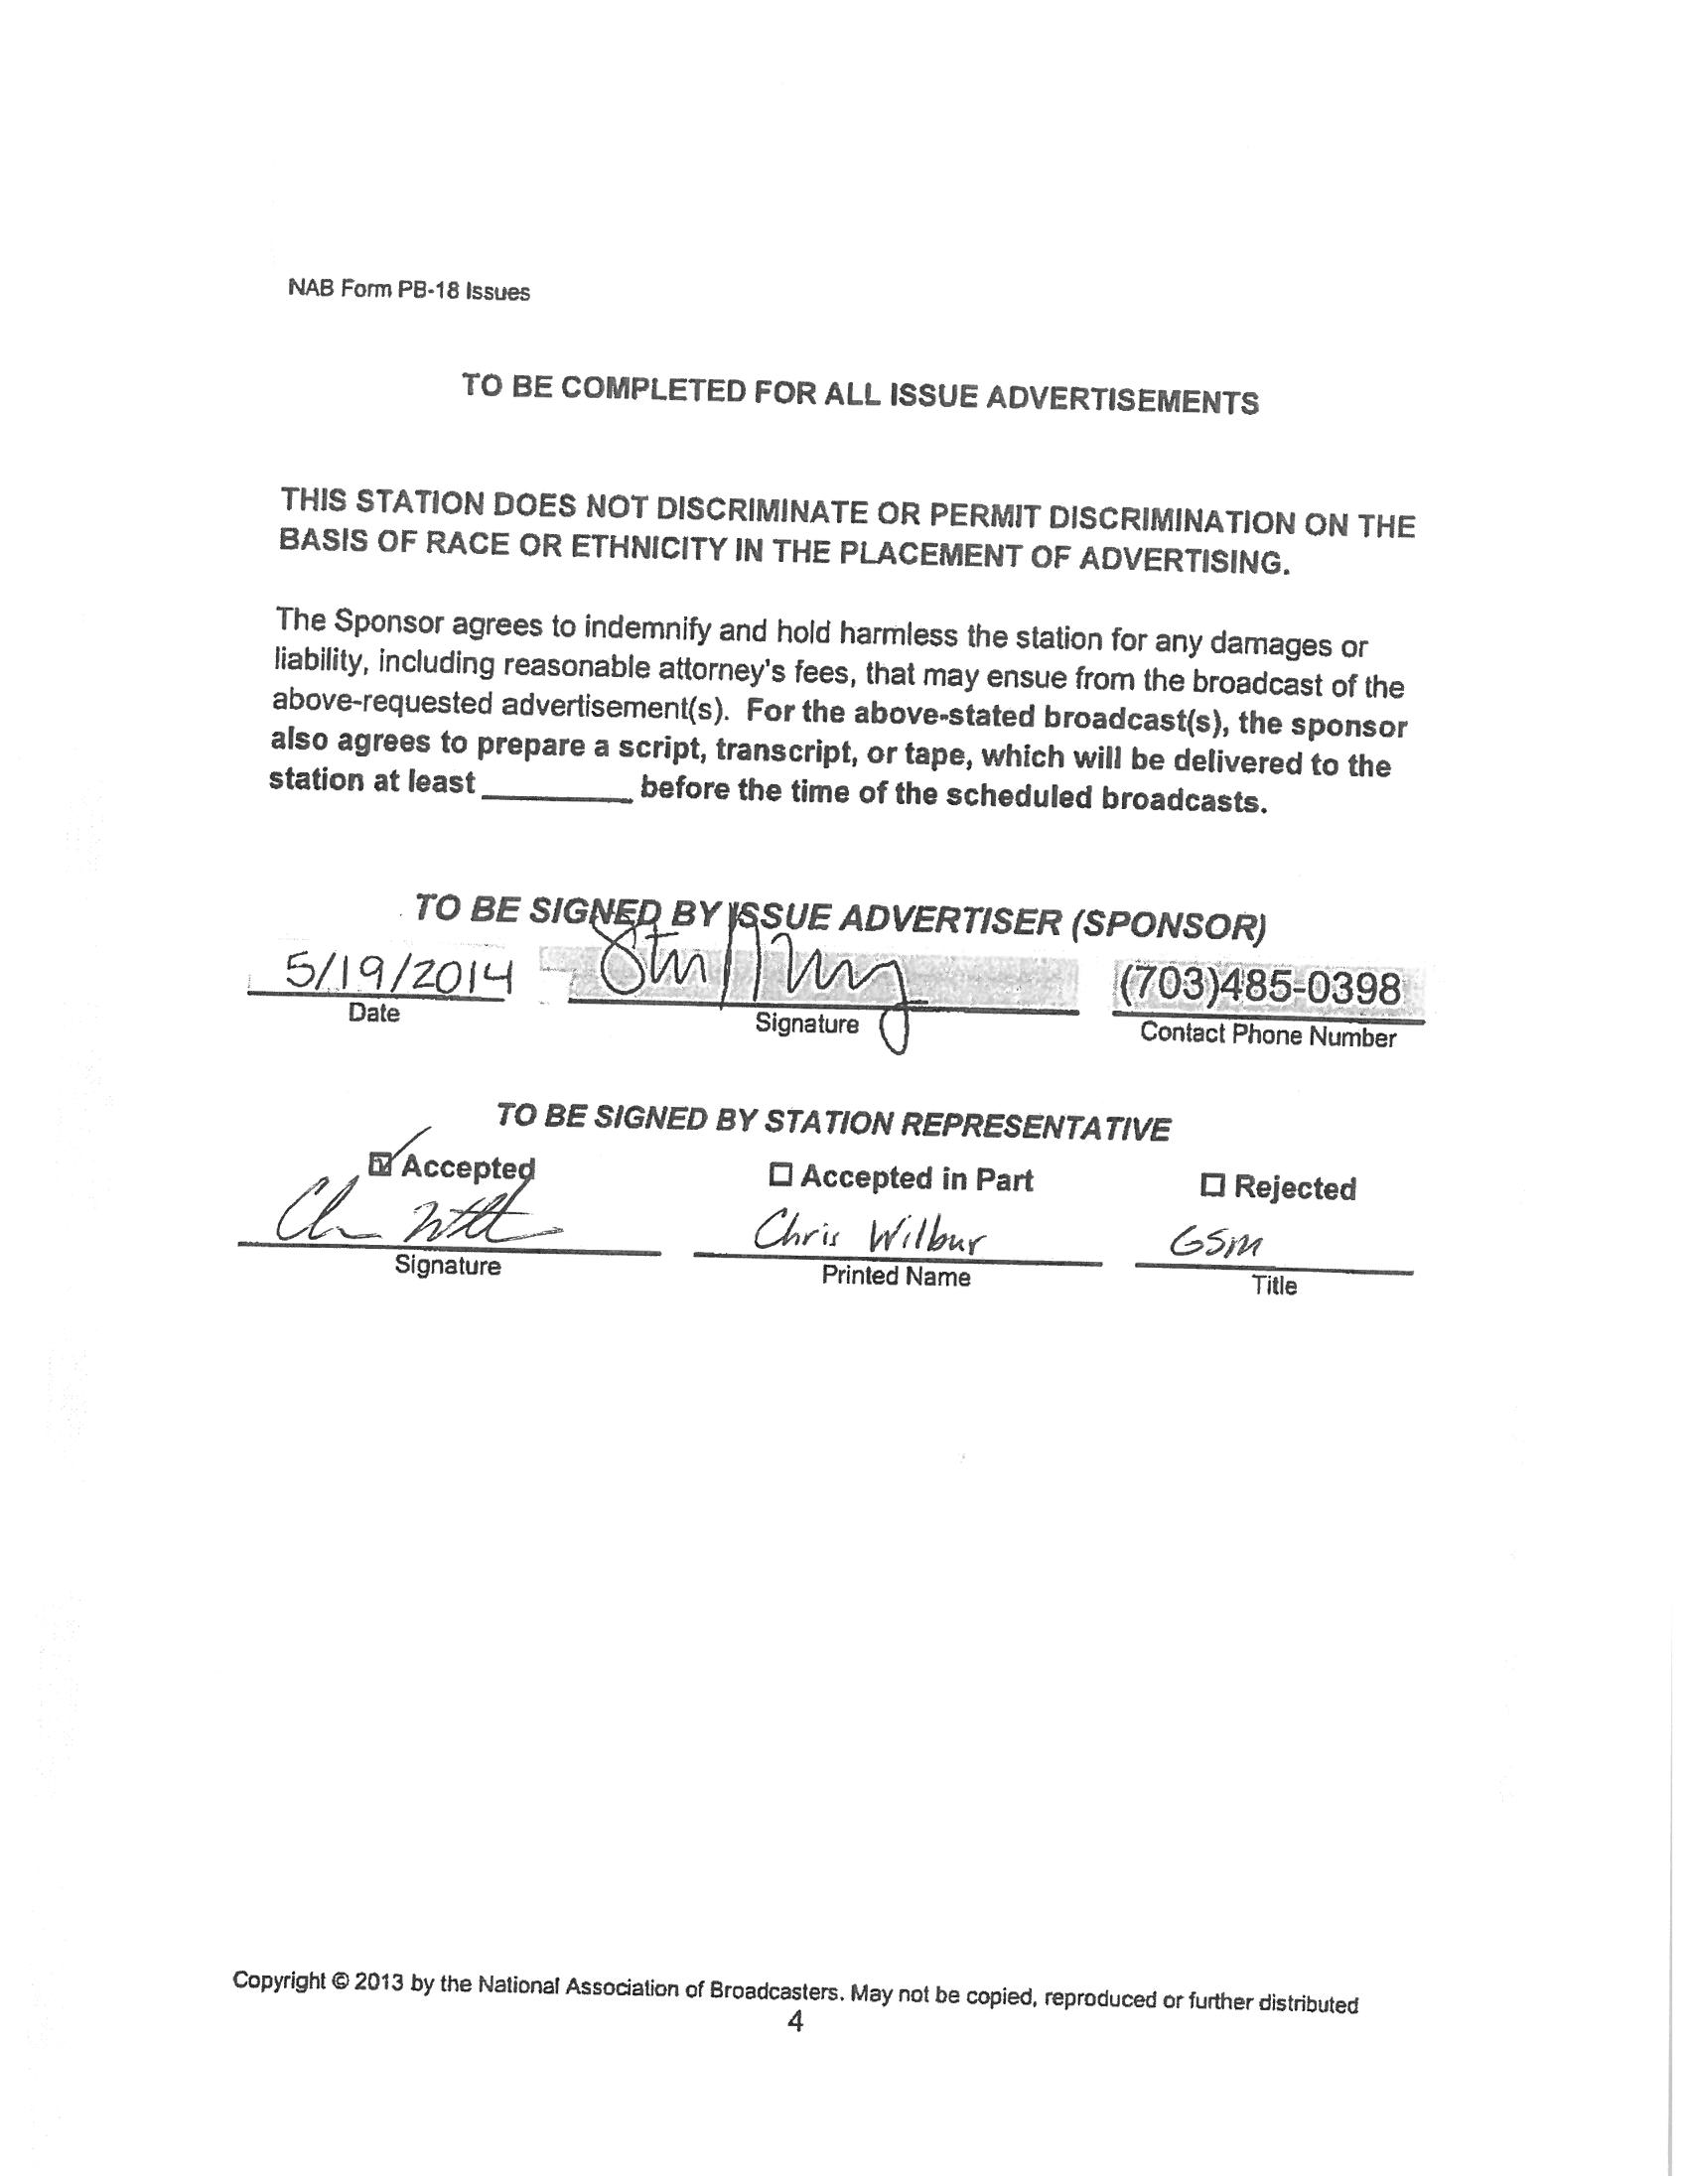 NAB Form PB-18 Issues
TO BE COMPLETED FOR ALL ISSUE ADVERTISEMENTS
THIS STATION DOES NOT DISCRIMINATE OR PERMIT DISCRIMINATION ON THE
BASIS OF RACE OR ETHNICITY IN THE PLACEMENT OF ADVERTISING.
The Sponsor agrees to indemnify and hold harmless the station for any damages or
liability, including reasonable attorney's fees, that may ensue from the broadcast of the
above-requested advertisement(s). For the above-stated broadcast(s), the sponsor
also agrees to prepare a script, transcript, or tape, which will be delivered to the
station at least _________ before the time of the scheduled broadcasts.
TO BE SIGNED BY ISSUE ADVERTISER (SPONSOR)
5/19/2014 (703)485-0398
Date Signature Contact Phone Number
TO BE SIGNED BY STATION REPRESENTATIVE
☑ Accepted ☐ Accepted in Part ☐ Rejected
Chris Wilbur GSM
Signature Printed Name Title
Copyright © 2013 by the National Association of Broadcasters. May not be copied, reproduced or further distributed
4